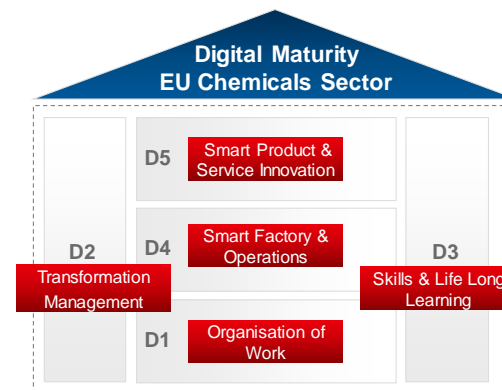 Digital Maturity
EU Chemicals Sector
D5
Smart Product &
Service Innovation
D2
Transformation
Management
D4
Smart Factory &
Operations
D3
Skills & Life Long
Learning
D1
Organisation of
Work